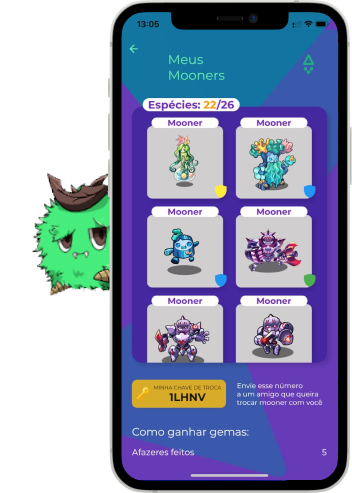 13:05
Meus
Mooners
Espécies: 22/26
Mooner
Mooner
Mooner
Mooner
Mooner
Mooner
MINHA CHAVE DE TROCA
1LHNV
Envie esse número
a um amigo que queira
trocar mooner com você
Como ganhar gemas:
Afazeres feitos 5